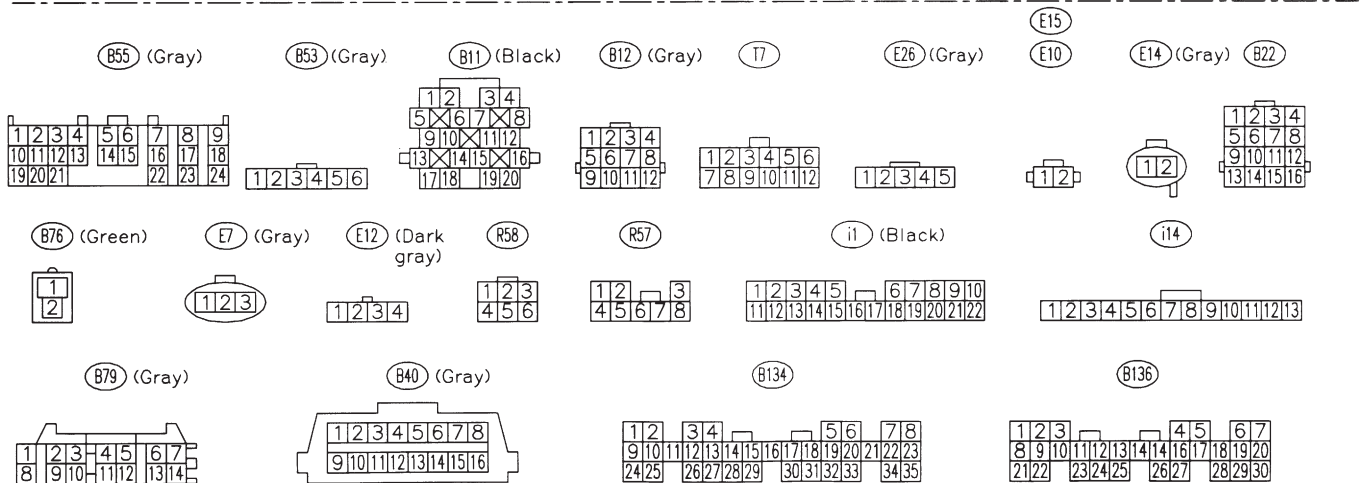 E15
B55 (Gray) B53 (Gray) B11 (Black) B12 (Gray) T7 E26 (Gray) E10 E14 (Gray) B22
1 2 3 4 5 6 7 8 9
10 11 12 13 14 15 16 17 18
19 20 21 22 23 24
1 2 3 4 5 6
1 2 3 4
5 6 7 8
9 10 11 12
13 14 15 16
17 18 19 20
1 2 3 4
5 6 7 8
9 10 11 12
1 2 3 4 5 6
7 8 9 10 11 12
1 2 3 4 5
1 2
1 2
1 2 3 4
5 6 7 8
9 10 11 12
13 14 15 16
B76 (Green) E7 (Gray) E12 (Dark gray) R58 R57 i1 (Black) i14
1
2
1 2 3
1 2 3 4
1 2 3
4 5 6
1 2 3
4 5 6 7 8
1 2 3 4 5 6 7 8 9 10
11 12 13 14 15 16 17 18 19 20 21 22
1 2 3 4 5 6 7 8 9 10 11 12 13
B79 (Gray) B40 (Gray) B134 B136
1 2 3 4 5 6 7
8 9 10 11 12 13 14
1 2 3 4 5 6 7 8
9 10 11 12 13 14 15 16
1 2 3 4 5 6 7 8
9 10 11 12 13 14 15 16 17 18 19 20 21 22 23
24 25 26 27 28 29 30 31 32 33 34 35
1 2 3 4 5 6 7
8 9 10 11 12 13 14 14 16 17 18 19 20
21 22 23 24 25 26 27 28 29 30